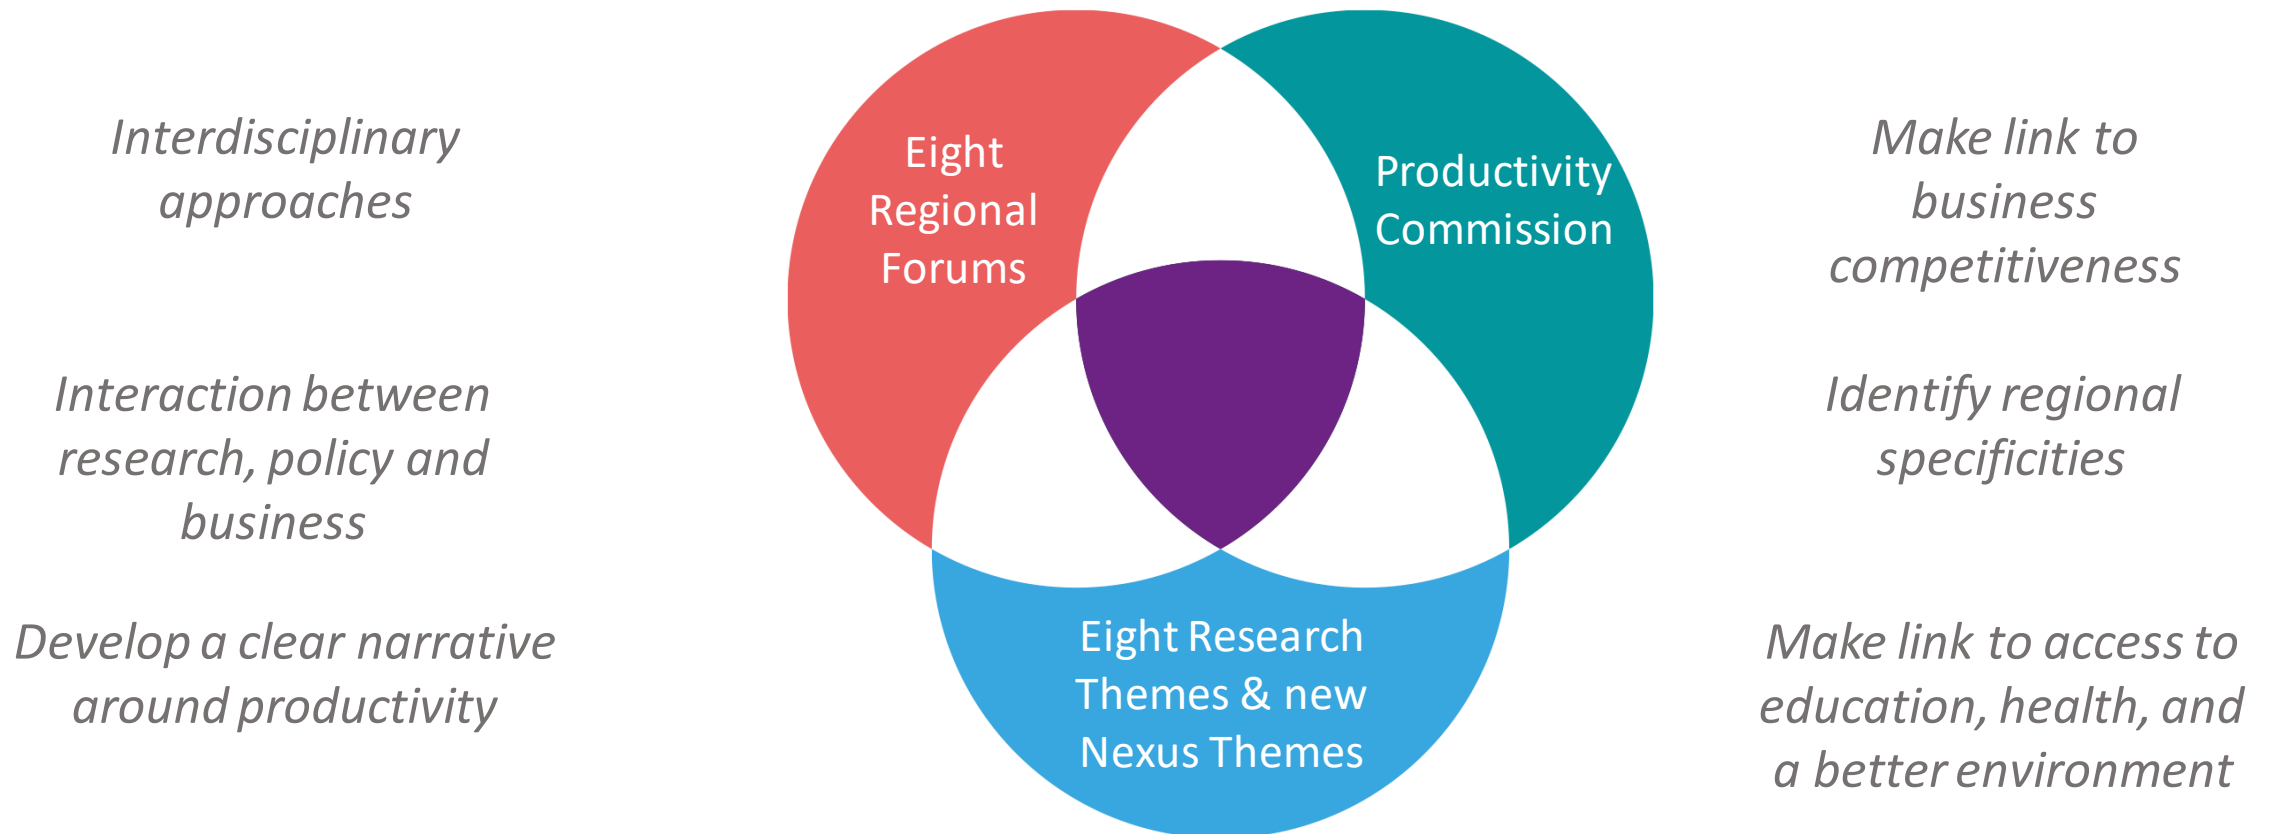 Interdisciplinary
approaches
Interaction between
research, policy and
business
Develop a clear narrative
around productivity
Eight
Regional
Forums
Productivity
Commission
Eight Research
Themes & new
Nexus Themes
Make link to
business
competitiveness
Identify regional
specificities
Make link to access to
education, health, and
a better environment